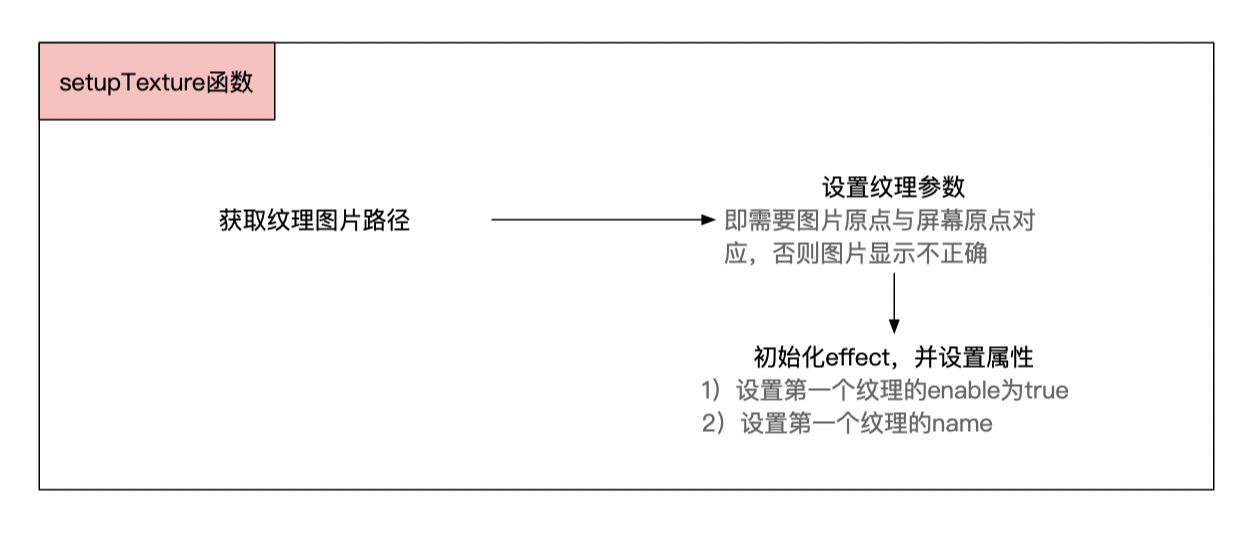 setupTexture函数
获取纹理图片路径
设置纹理参数
即需要图片原点与屏幕原点对
应，否则图片显示不正确
初始化effect，并设置属性
1）设置第一个纹理的enable为true
2）设置第一个纹理的name